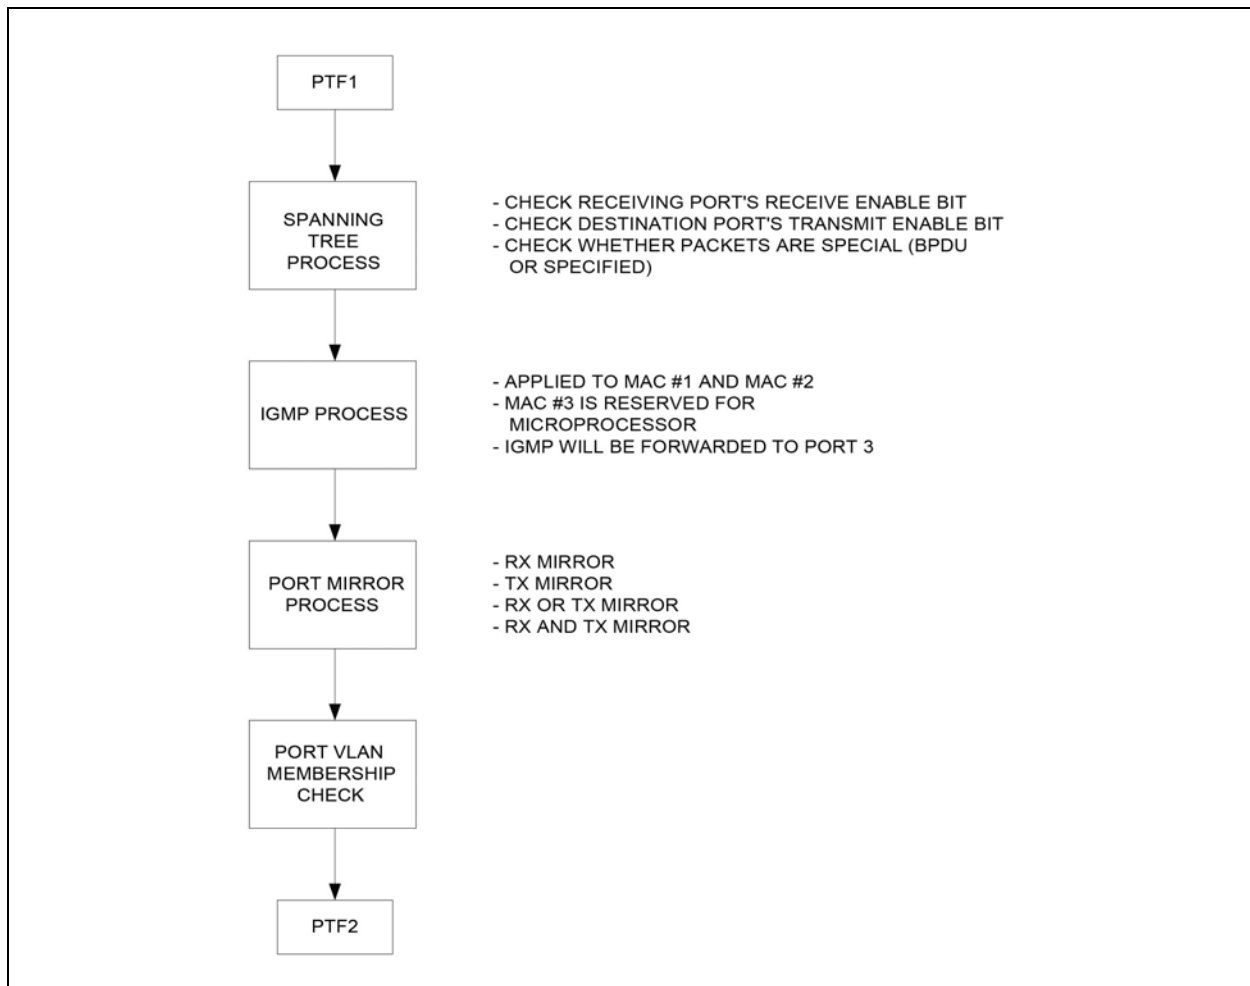 PTF1
SPANNING
TREE
PROCESS
- CHECK RECEIVING PORT'S RECEIVE ENABLE BIT
- CHECK DESTINATION PORT'S TRANSMIT ENABLE BIT
- CHECK WHETHER PACKETS ARE SPECIAL (BPDU
OR SPECIFIED)
IGMP PROCESS
- APPLIED TO MAC #1 AND MAC #2
- MAC #3 IS RESERVED FOR
MICROPROCESSOR
- IGMP WILL BE FORWARDED TO PORT 3
PORT MIRROR
PROCESS
- RX MIRROR
- TX MIRROR
- RX OR TX MIRROR
- RX AND TX MIRROR
PORT VLAN
MEMBERSHIP
CHECK
PTF2